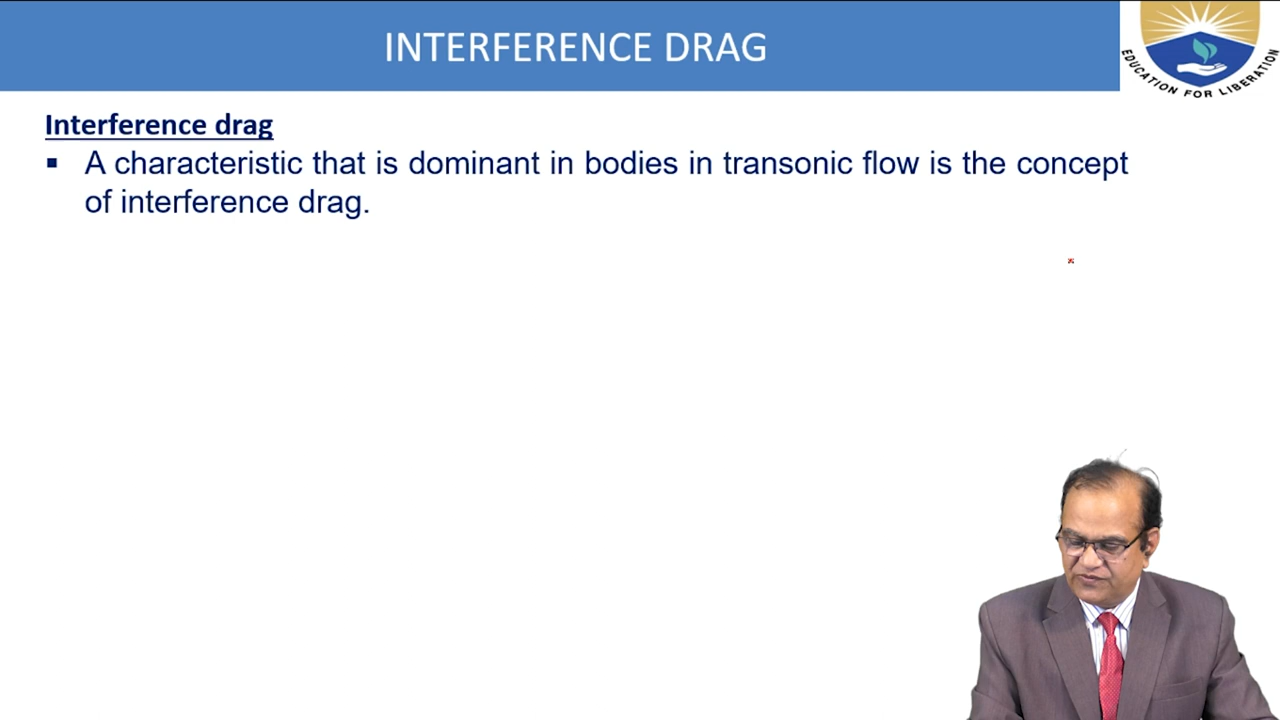 INTERFERENCE DRAG
EDUCATION FOR LIBERATION
Interference drag
▪ A characteristic that is dominant in bodies in transonic flow is the concept
of interference drag.